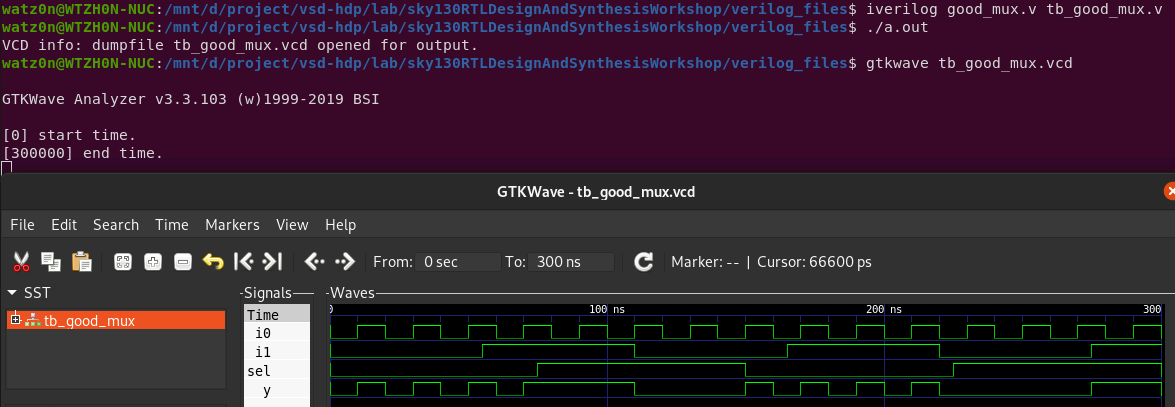 watz0n@WTZH0N-NUC:/mnt/d/project/vsd-hdp/lab/sky130RTLDesignAndSynthesisWorkshop/verilog_files$ iverilog good_mux.v tb_good_mux.v
watz0n@WTZH0N-NUC:/mnt/d/project/vsd-hdp/lab/sky130RTLDesignAndSynthesisWorkshop/verilog_files$ ./a.out
VCD info: dumpfile tb_good_mux.vcd opened for output.
watz0n@WTZH0N-NUC:/mnt/d/project/vsd-hdp/lab/sky130RTLDesignAndSynthesisWorkshop/verilog_files$ gtkwave tb_good_mux.vcd
GTKWave Analyzer v3.3.103 (w)1999-2019 BSI
[0] start time.
[300000] end time.
GTKWave - tb_good_mux.vcd
File Edit Search Time Markers View Help
From: 0 sec To: 300 ns Marker: -- | Cursor: 66600 ps
SST Signals Waves
tb_good_mux Time 0 100 ns 200 ns 300
i0
i1
sel
y